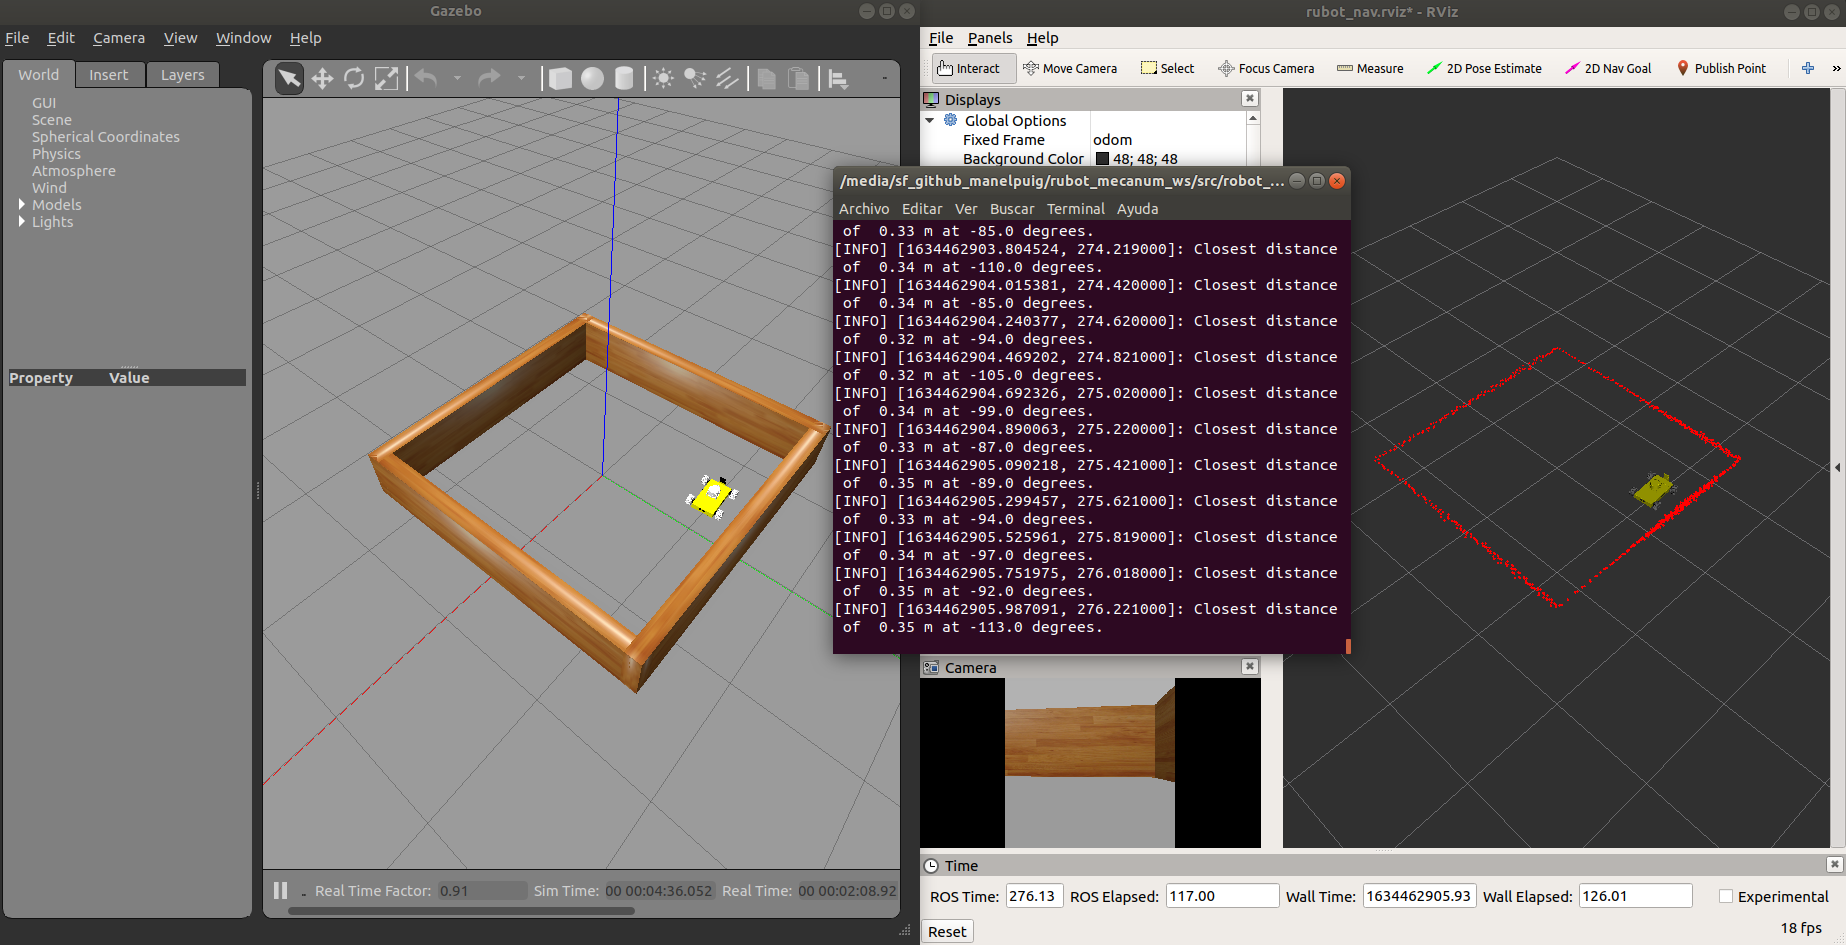 Gazebo
File Edit Camera View Window Help
World Insert Layers
GUI
Scene
Spherical Coordinates
Physics
Atmosphere
Wind
Models
Lights
Property Value
Real Time Factor: 0.91 Sim Time: 00 00:04:36.052 Real Time: 00 00:02:08.92
rubot_nav.rviz* - RViz
File Panels Help
Interact Move Camera Select Focus Camera Measure 2D Pose Estimate 2D Nav Goal Publish Point
Displays
Global Options
Fixed Frame odom
Background Color 48; 48; 48
/media/sf_github_manelpuig/rubot_mecanum_ws/src/robot_...
Archivo Editar Ver Buscar Terminal Ayuda
of 0.33 m at -85.0 degrees.
[INFO] [1634462903.804524, 274.219000]: Closest distance
of 0.34 m at -110.0 degrees.
[INFO] [1634462904.015381, 274.420000]: Closest distance
of 0.34 m at -85.0 degrees.
[INFO] [1634462904.240377, 274.620000]: Closest distance
of 0.32 m at -94.0 degrees.
[INFO] [1634462904.469202, 274.821000]: Closest distance
of 0.32 m at -105.0 degrees.
[INFO] [1634462904.692326, 275.020000]: Closest distance
of 0.34 m at -99.0 degrees.
[INFO] [1634462904.890063, 275.220000]: Closest distance
of 0.33 m at -87.0 degrees.
[INFO] [1634462905.090218, 275.421000]: Closest distance
of 0.35 m at -89.0 degrees.
[INFO] [1634462905.299457, 275.621000]: Closest distance
of 0.33 m at -94.0 degrees.
[INFO] [1634462905.525961, 275.819000]: Closest distance
of 0.34 m at -97.0 degrees.
[INFO] [1634462905.751975, 276.018000]: Closest distance
of 0.35 m at -92.0 degrees.
[INFO] [1634462905.987091, 276.221000]: Closest distance
of 0.35 m at -113.0 degrees.
Camera
Time
ROS Time: 276.13 ROS Elapsed: 117.00 Wall Time: 1634462905.93 Wall Elapsed: 126.01 Experimental
Reset 18 fps